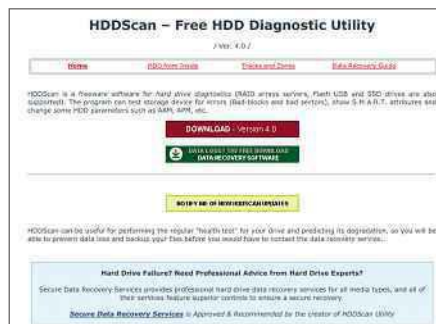 HDDScan – Free HDD Diagnostic Utility
/ Ver. 4.0 /
Home HDD from Inside Tracks and Zones Data Recovery Guide
HDDScan is a freeware software for hard drive diagnostics (RAID arrays servers, Flash USB and SSD drives are also
supported). The program can test storage device for errors (Bad-blocks and bad sectors), show S.M.A.R.T. attributes and
change some HDD parameters such as AAM, APM, etc.
DOWNLOAD - Version 4.0
DATA LOSS? TRY FREE DOWNLOAD
DATA RECOVERY SOFTWARE
NOTIFY ME OF NEW HDDSCAN UPDATES
HDDScan can be useful for performing the regular "health test" for your drive and predicting its degradation, so you will be
able to prevent data loss and backup your files before you would have to contact the data recovery services...
Hard Drive Failure? Need Professional Advice from Hard Drive Experts?
Secure Data Recovery Services provides professional hard drive data recovery services for all media types, and all of
their services feature superior controls to ensure a secure recovery
Secure Data Recovery Services is Approved & Recommended by the creator of HDDScan Utility